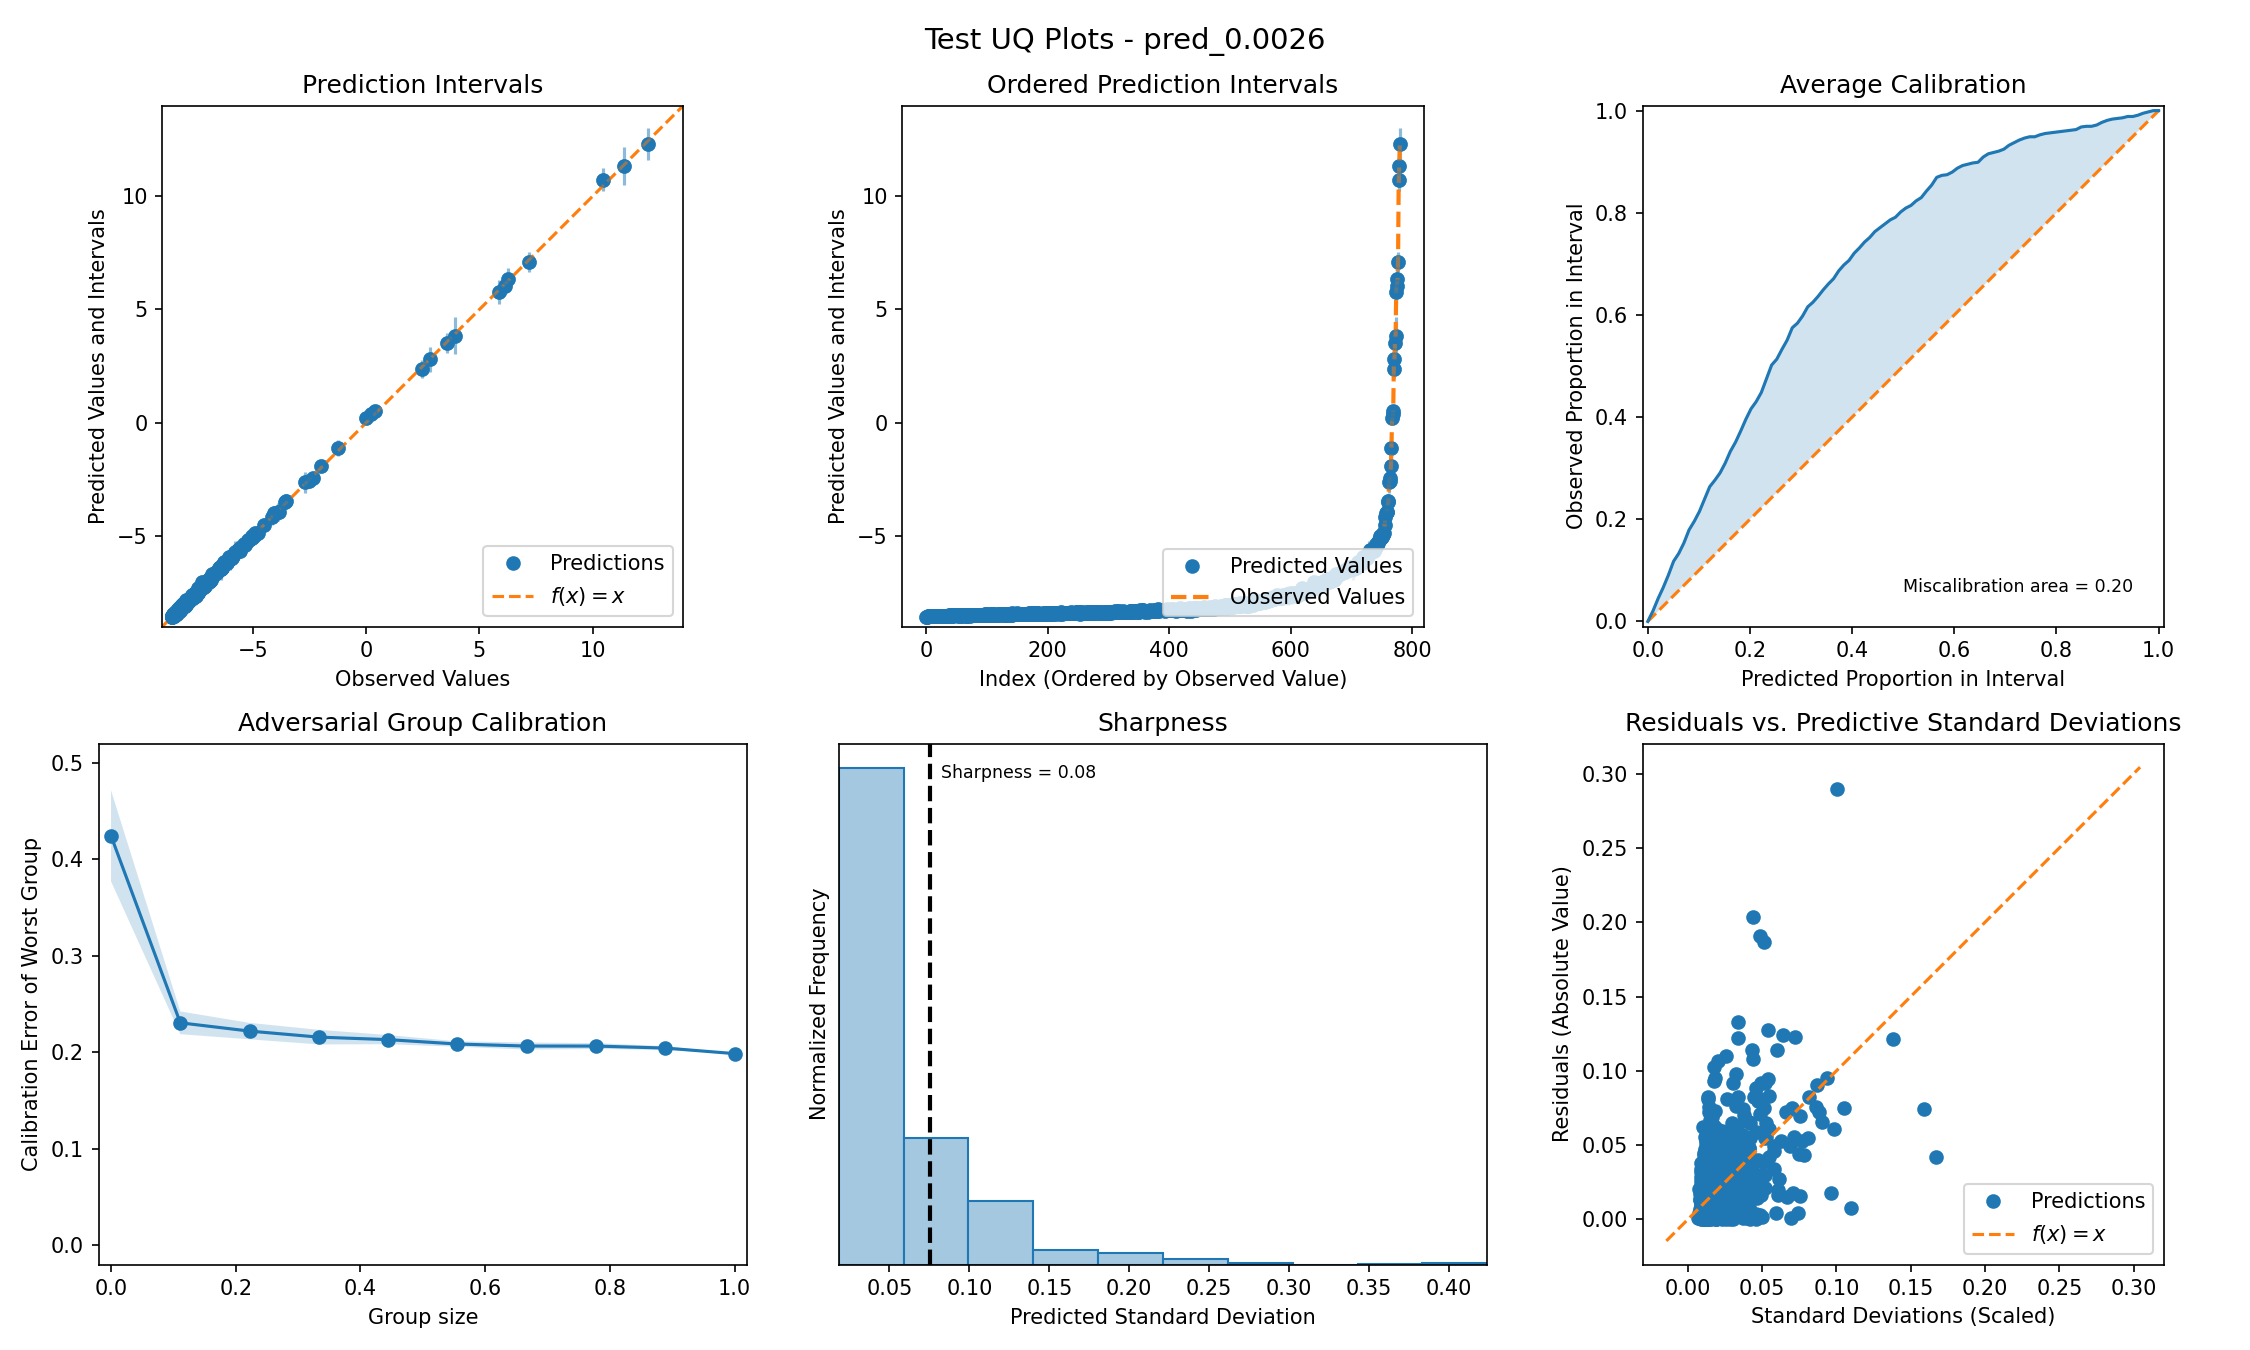 Test UQ Plots - pred_0.0026
Prediction Intervals
Predicted Values and Intervals
10
5
0
−5
−5
0
5
10
Observed Values
Predictions
f(x) = x
Ordered Prediction Intervals
Predicted Values and Intervals
10
5
0
−5
0
200
400
600
800
Index (Ordered by Observed Value)
Predicted Values
Observed Values
Average Calibration
Observed Proportion in Interval
1.0
0.8
0.6
0.4
0.2
0.0
0.0
0.2
0.4
0.6
0.8
1.0
Predicted Proportion in Interval
Miscalibration area = 0.20
Adversarial Group Calibration
Calibration Error of Worst Group
0.5
0.4
0.3
0.2
0.1
0.0
0.0
0.2
0.4
0.6
0.8
1.0
Group size
Sharpness
Normalized Frequency
Sharpness = 0.08
0.05
0.10
0.15
0.20
0.25
0.30
0.35
0.40
Predicted Standard Deviation
Residuals vs. Predictive Standard Deviations
Residuals (Absolute Value)
0.30
0.25
0.20
0.15
0.10
0.05
0.00
0.00
0.05
0.10
0.15
0.20
0.25
0.30
Standard Deviations (Scaled)
Predictions
f(x) = x